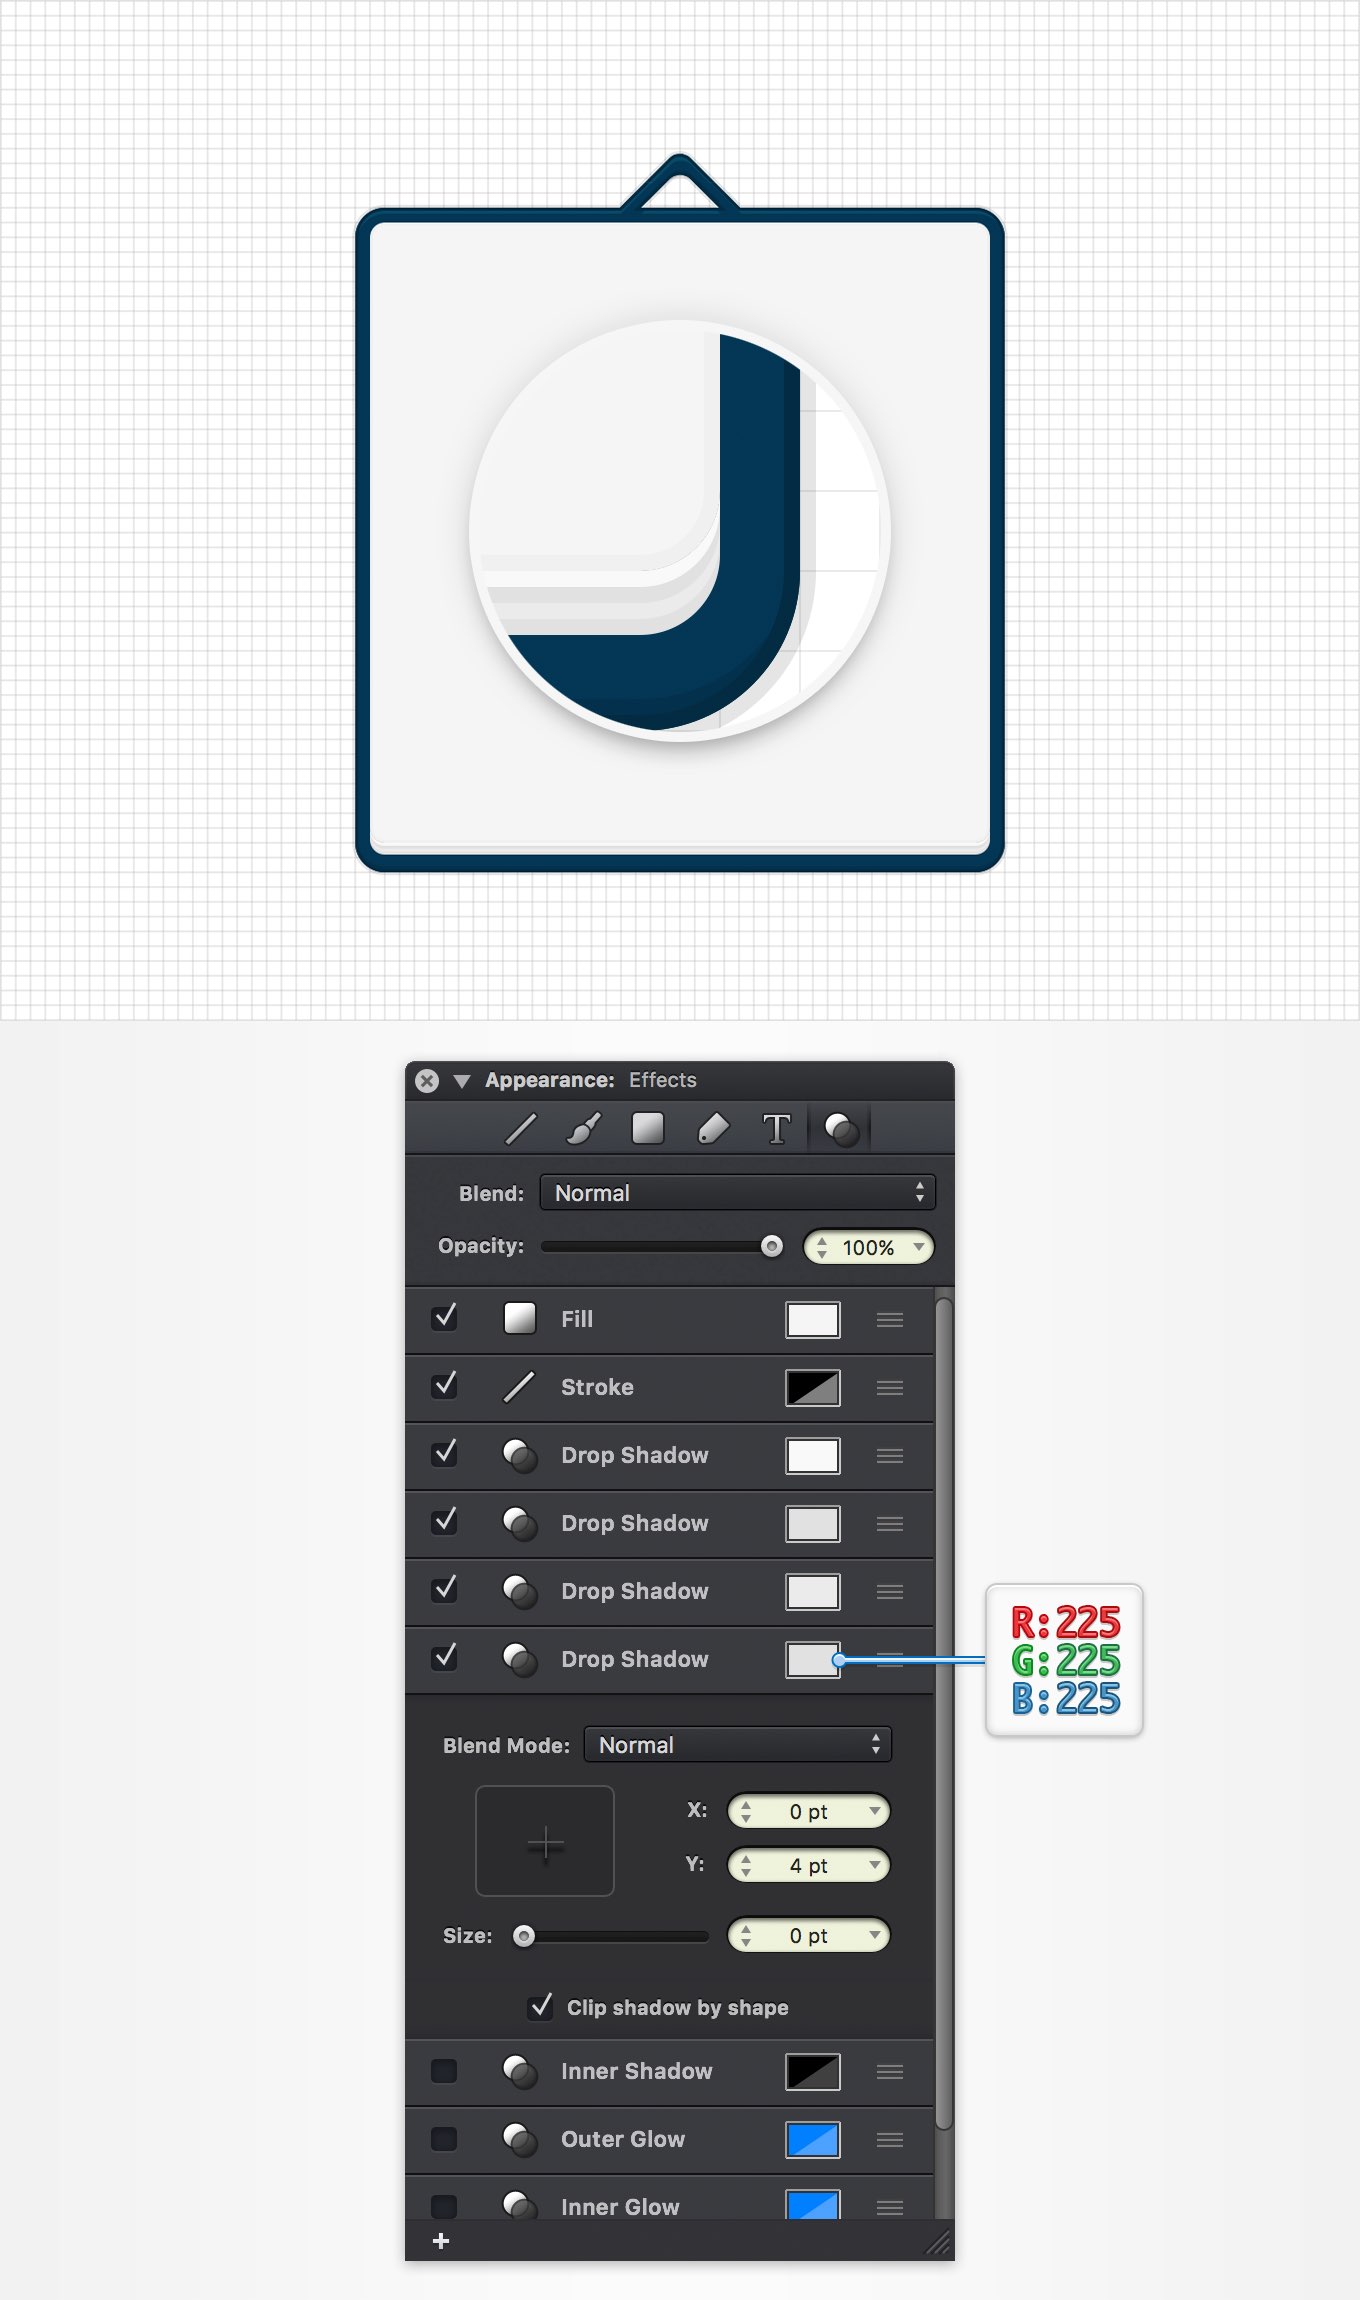 Appearance: Effects
T
Blend: Normal
Opacity: 100%
Fill
Stroke
Drop Shadow
Drop Shadow
Drop Shadow
Drop Shadow
R:225
G:225
B:225
Blend Mode: Normal
X: 0 pt
Y: 4 pt
Size: 0 pt
Clip shadow by shape
Inner Shadow
Outer Glow
Inner Glow